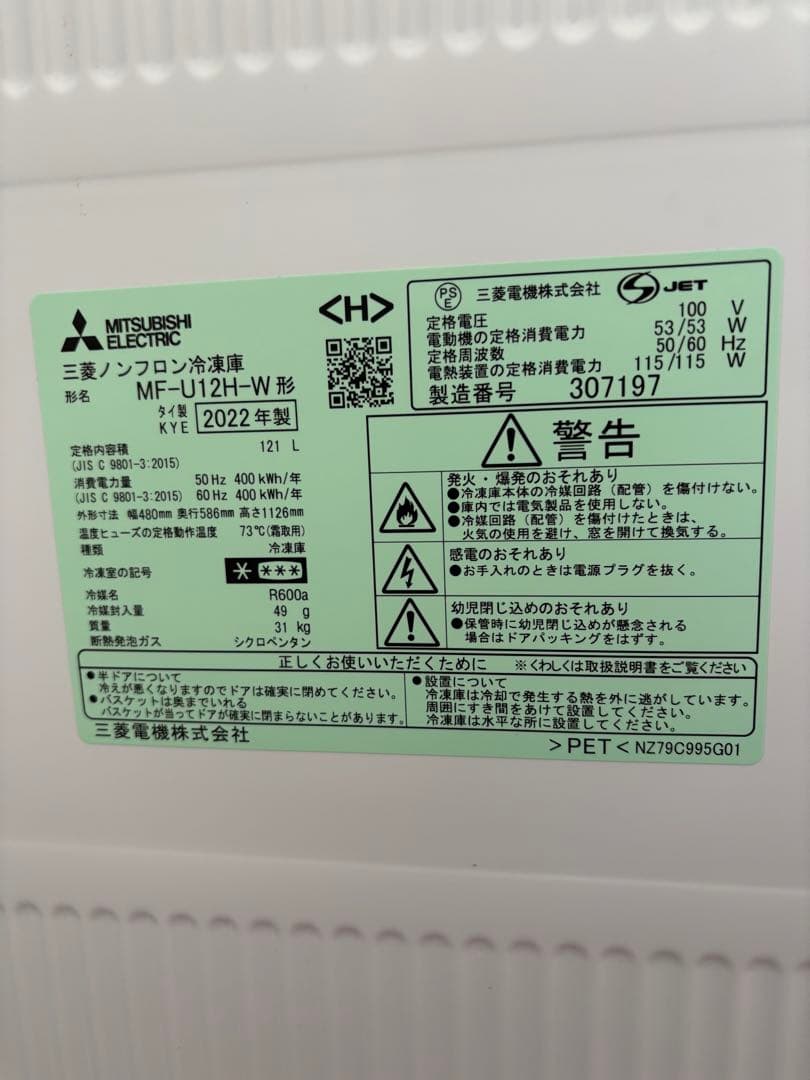 MITSUBISHI
ELECTRIC
<H>
三菱ノンフロン冷凍庫
形名 MF-U12H-W 形
タイ製
KYE 2022年製
定格内容積 121 L
(JIS C 9801-3:2015)
消費電力量 50Hz 400kWh/年
(JIS C 9801-3:2015) 60Hz 400kWh/年
外形寸法 幅480mm 奥行586mm 高さ1126mm
温度ヒューズの定格動作温度 73℃(霜取用)
種類 冷凍庫
冷凍室の記号 * ***
冷媒名 R600a
冷媒封入量 49 g
質量 31 kg
断熱発泡ガス シクロペンタン
PS
E 三菱電機株式会社 JET
定格電圧 100 V
電動機の定格消費電力 53/53 W
定格周波数 50/60 Hz
電熱装置の定格消費電力 115/115 W
製造番号 307197
警告
発火・爆発のおそれあり
●冷凍庫本体の冷媒回路(配管)を傷付けない。
●庫内では電気製品を使用しない。
●冷媒回路(配管)を傷付けたときは、
火気の使用を避け、窓を開けて換気する。
感電のおそれあり
●お手入れのときは電源プラグを抜く。
幼児閉じ込めのおそれあり
●保管時に幼児閉じ込めが懸念される
場合はドアパッキングをはずす。
正しくお使いいただくために ※くわしくは取扱説明書をご覧ください
●半ドアについて
冷えが悪くなりますのでドアは確実に閉めてください。
●バスケットは奥までいれる
バスケットが当ってドアが確実に閉まらないことがあります。
●設置について
冷凍庫は冷却で発生する熱を外に逃がしています。
周囲にすき間をあけて設置してください。
冷凍庫は水平な所に設置してください。
三菱電機株式会社
>PET< NZ79C995G01